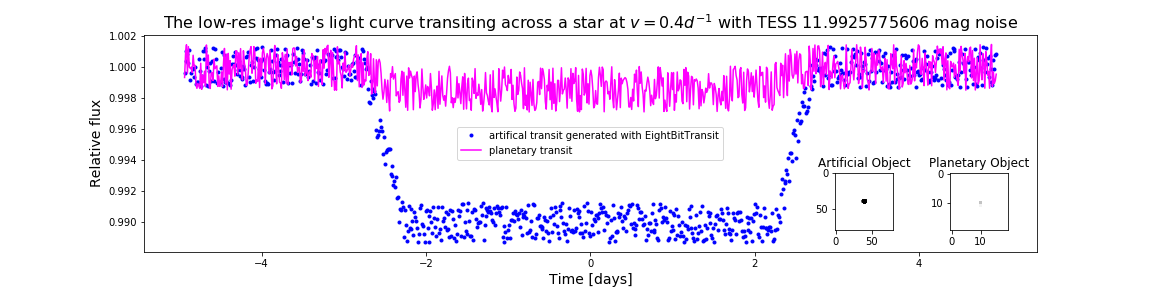 The low-res image's light curve transiting across a star at v = 0.4d⁻¹ with TESS 11.9925775606 mag noise
1.002
1.000
0.998
0.996
0.994
0.992
0.990
Relative flux
artifical transit generated with EightBitTransit
planetary transit
Artificial Object
Planetary Object
0
50
0
50
0
10
0
10
−4
−2
0
2
4
Time [days]